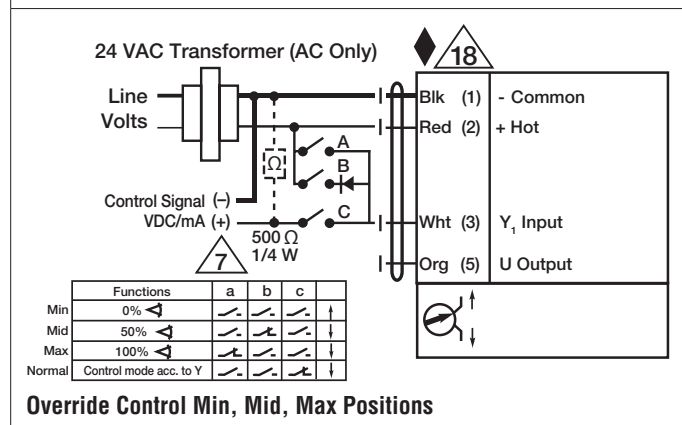 24 VAC Transformer (AC Only)
18
Line
Volts
Blk (1) - Common
Red (2) + Hot
A
Ω
B
Control Signal (–)
VDC/mA (+)
C
Wht (3) Y1 Input
500 Ω
1/4 W
7
Org (5) U Output
Functions a b c
Min 0%
Mid 50%
Max 100%
Normal Control mode acc. to Y
Override Control Min, Mid, Max Positions